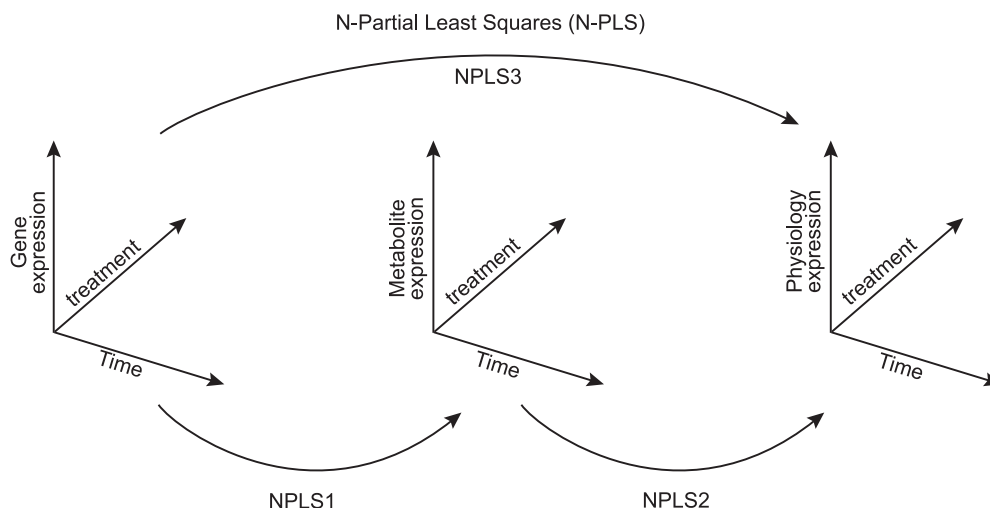 N-Partial Least Squares (N-PLS)
NPLS3
Gene
expression
treatment
Time
Metabolite
expression
treatment
Time
Physiology
expression
treatment
Time
NPLS1
NPLS2